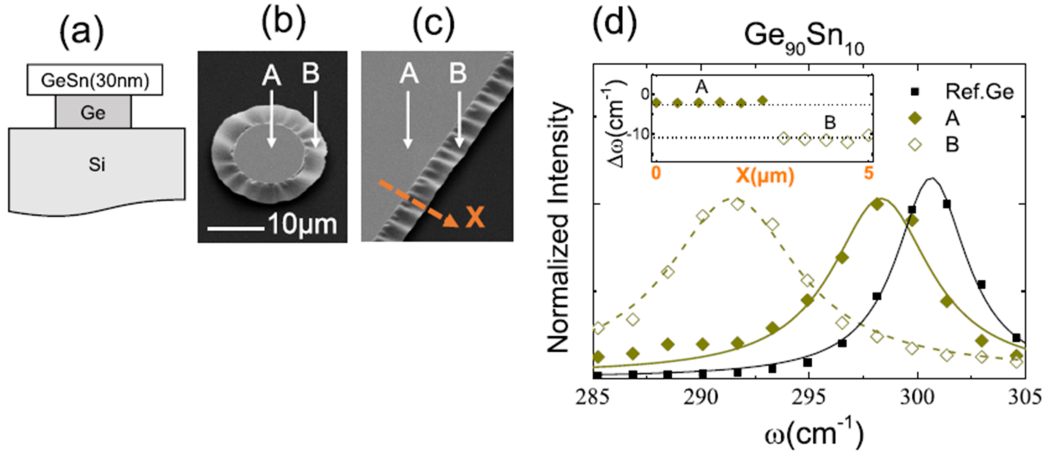 (a)
GeSn(30nm)
Ge
Si
(b)
A
B
10µm
(c)
A
B
X
(d)
Ge90Sn10
Normalized Intensity
Δω(cm-1)
0
-10
A
B
0
X(µm)
5
Ref.Ge
A
B
285
290
295
300
305
ω(cm-1)